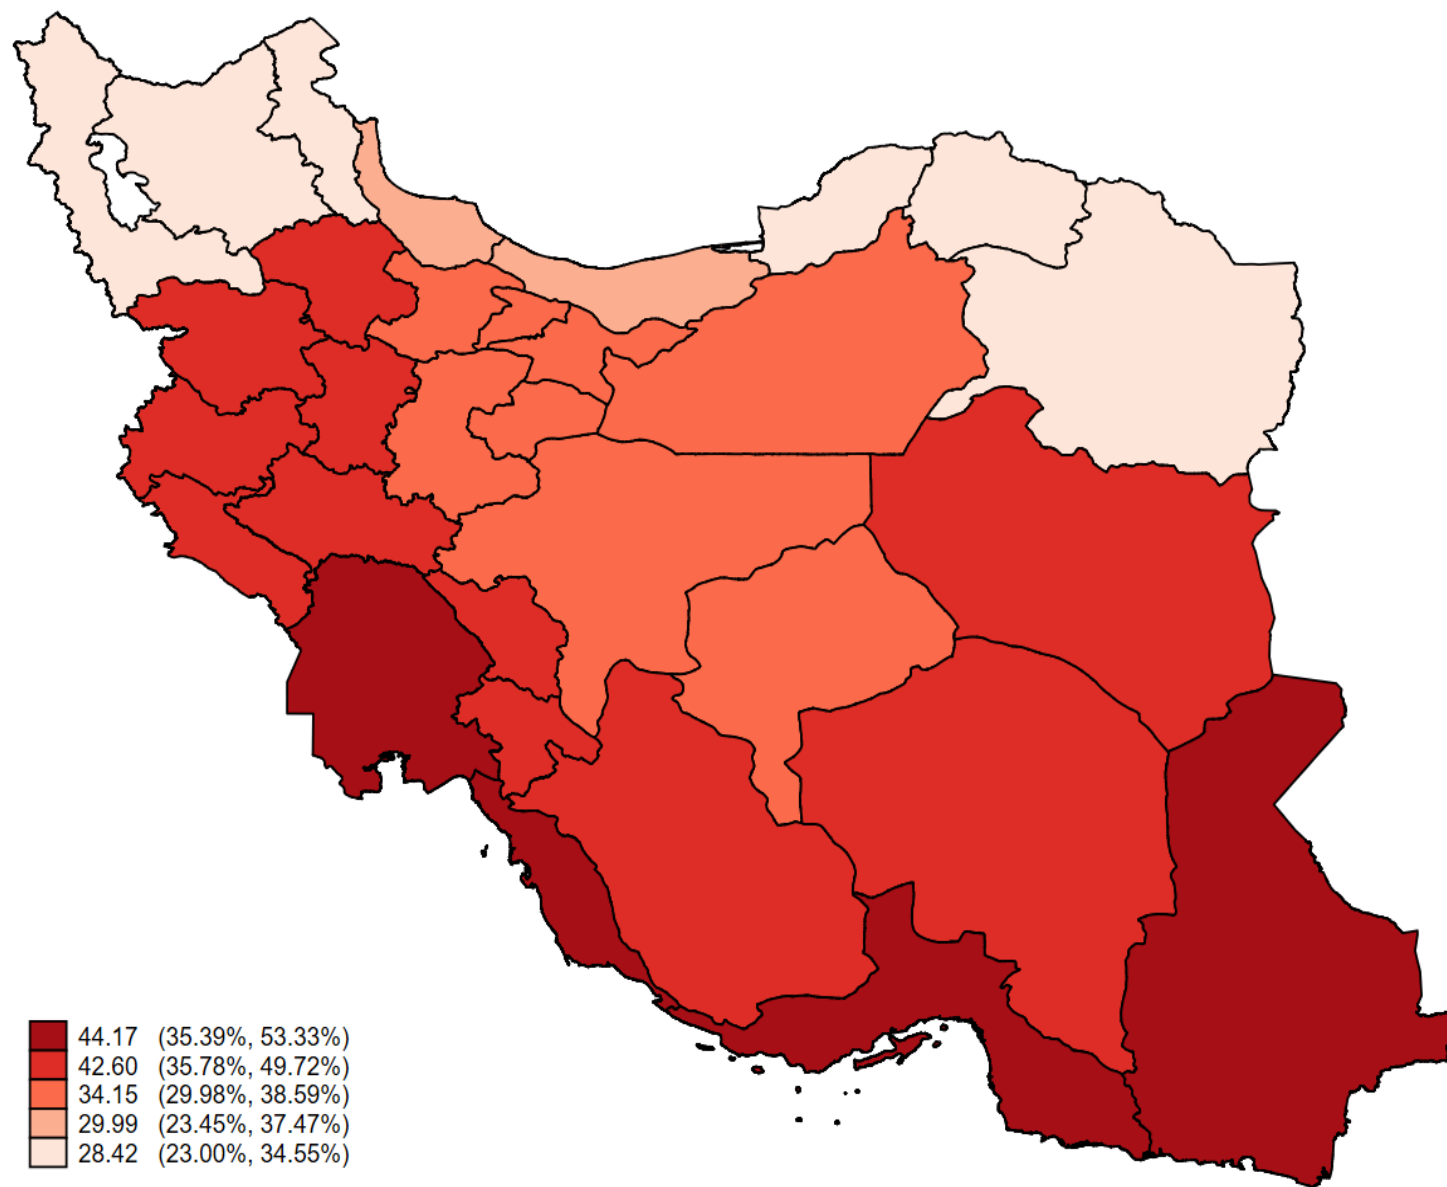 44.17 (35.39%, 53.33%)
42.60 (35.78%, 49.72%)
34.15 (29.98%, 38.59%)
29.99 (23.45%, 37.47%)
28.42 (23.00%, 34.55%)